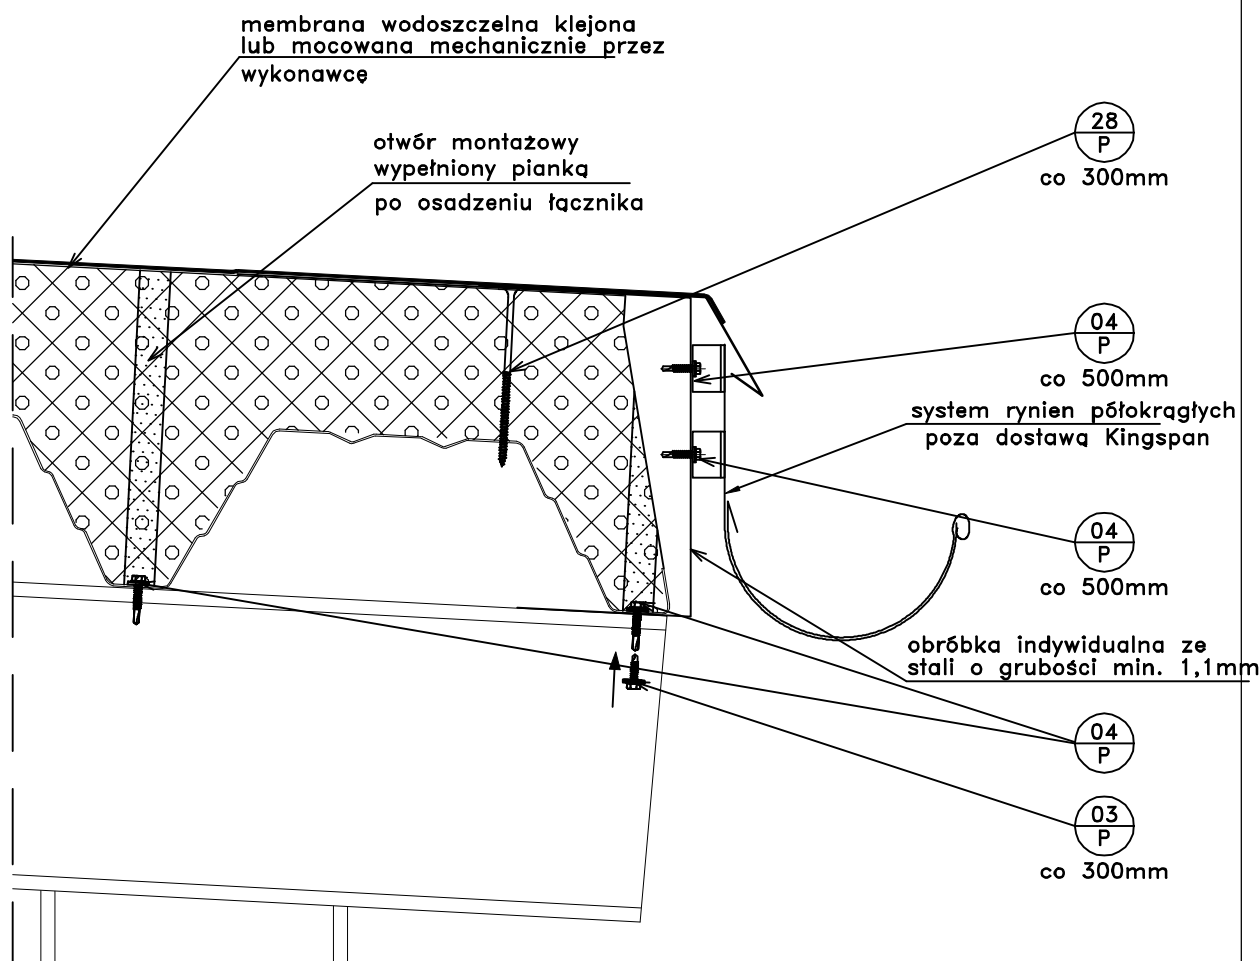 membrana wodoszczelna klejona
lub mocowana mechanicznie przez
wykonawcę
otwór montażowy
wypełniony pianką
po osadzeniu łącznika
28
P
co 300mm
04
P
co 500mm
system rynien półokrągłych
poza dostawą Kingspan
04
P
co 500mm
obróbka indywidualna ze
stali o grubości min. 1,1mm
04
P
03
P
co 300mm